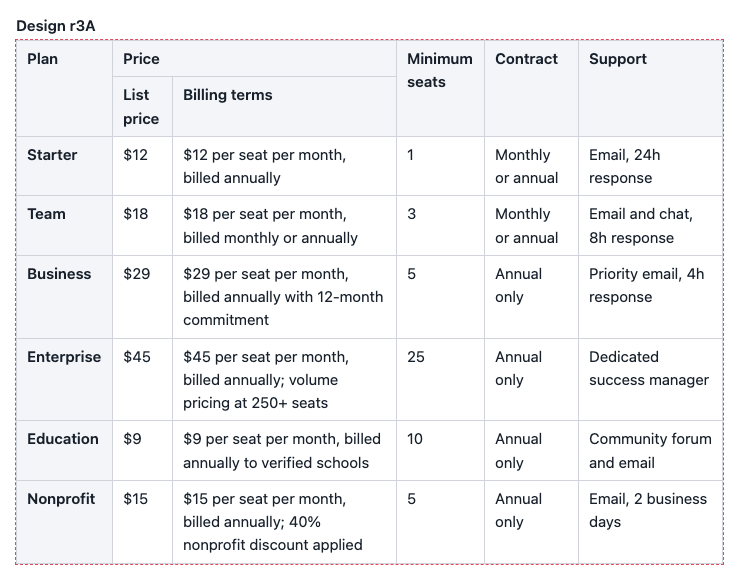 Design r3A
Plan
Price
Minimum
seats
Contract
Support
List
price
Billing terms
Starter
$12
$12 per seat per month,
billed annually
1
Monthly
or annual
Email, 24h
response
Team
$18
$18 per seat per month,
billed monthly or annually
3
Monthly
or annual
Email and chat,
8h response
Business
$29
$29 per seat per month,
billed annually with 12-month
commitment
5
Annual
only
Priority email, 4h
response
Enterprise
$45
$45 per seat per month,
billed annually; volume
pricing at 250+ seats
25
Annual
only
Dedicated
success manager
Education
$9
$9 per seat per month, billed
annually to verified schools
10
Annual
only
Community forum
and email
Nonprofit
$15
$15 per seat per month,
billed annually; 40%
nonprofit discount applied
5
Annual
only
Email, 2 business
days